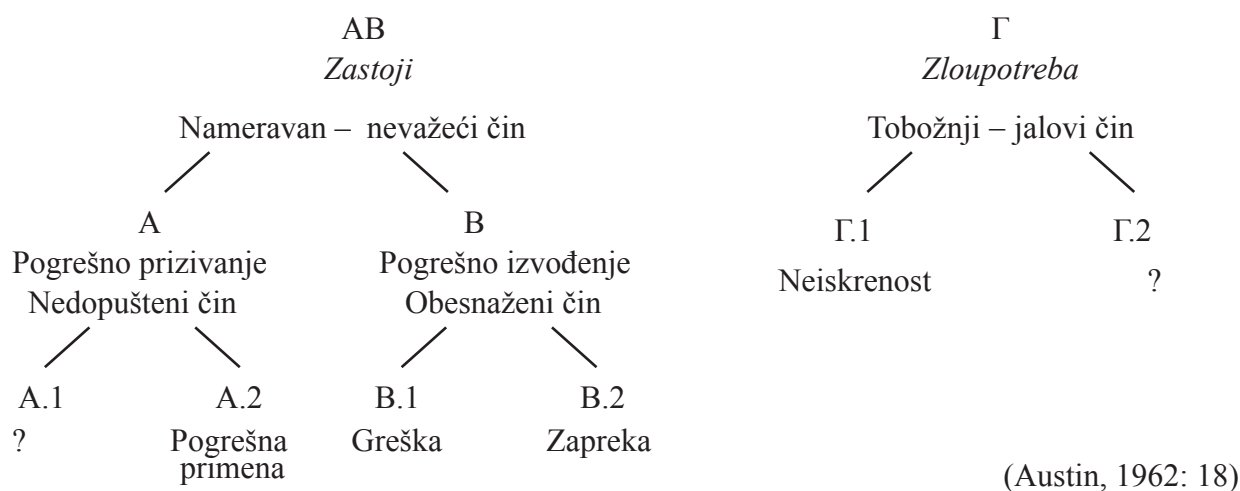 AB
Zastoji
Nameravan – nevažeći čin
A
Pogrešno prizivanje
Nedopušteni čin
B
Pogrešno izvođenje
Obesnaženi čin
A.1
?
A.2
Pogrešna
primena
B.1
Greška
B.2
Zapreka
Γ
Zloupotreba
Tobožnji – jalovi čin
Γ.1
Neiskrenost
Γ.2
?
(Austin, 1962: 18)